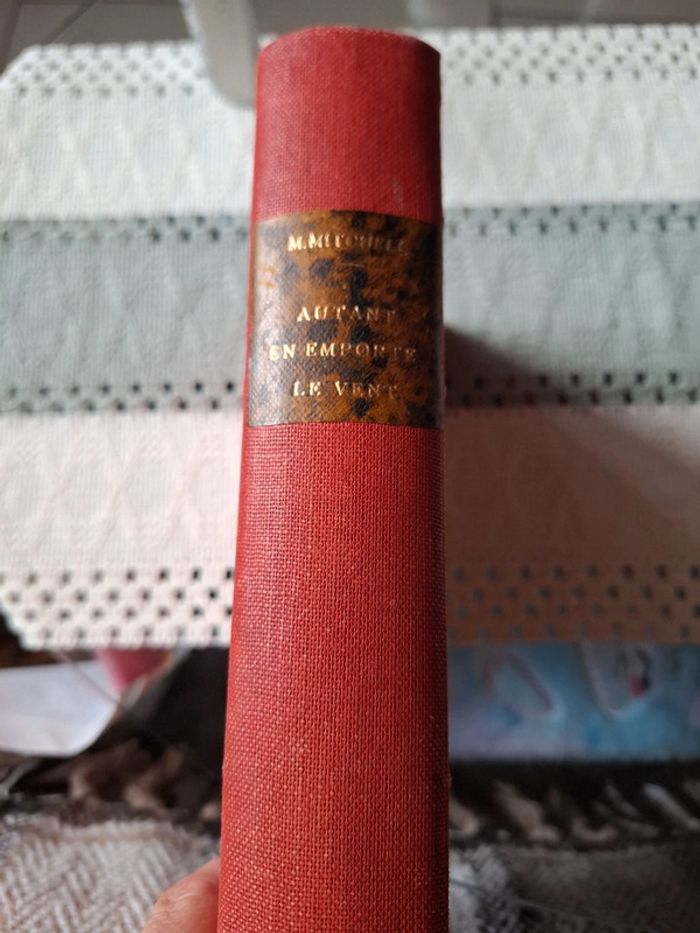 M. MITCHELL
AUTANT
EN EMPORTE
LE VENT